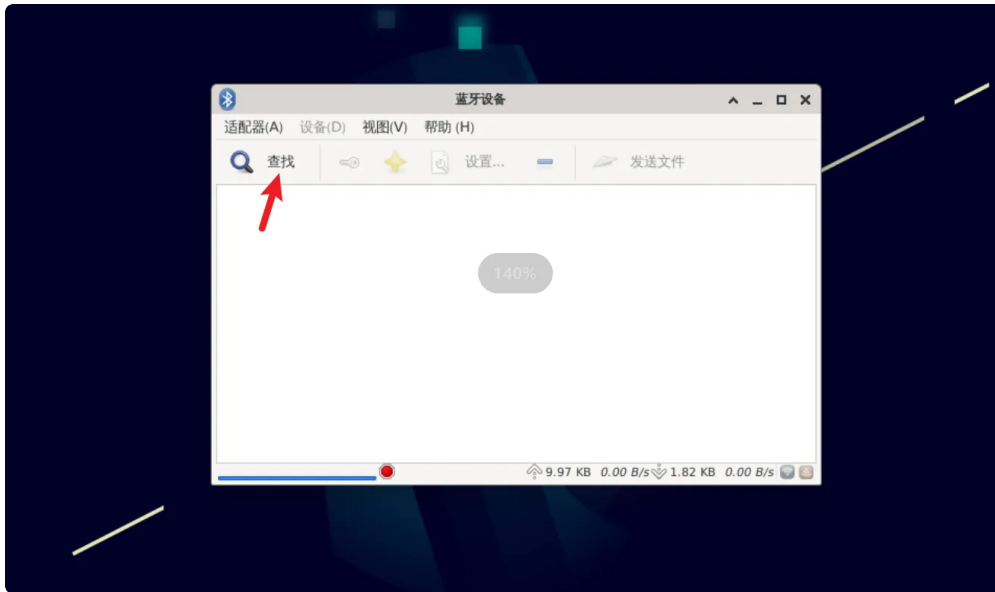 蓝牙设备
适配器(A) 设备(D) 视图(V) 帮助 (H)
查找 设置... 发送文件
140%
9.97 KB 0.00 B/s 1.82 KB 0.00 B/s